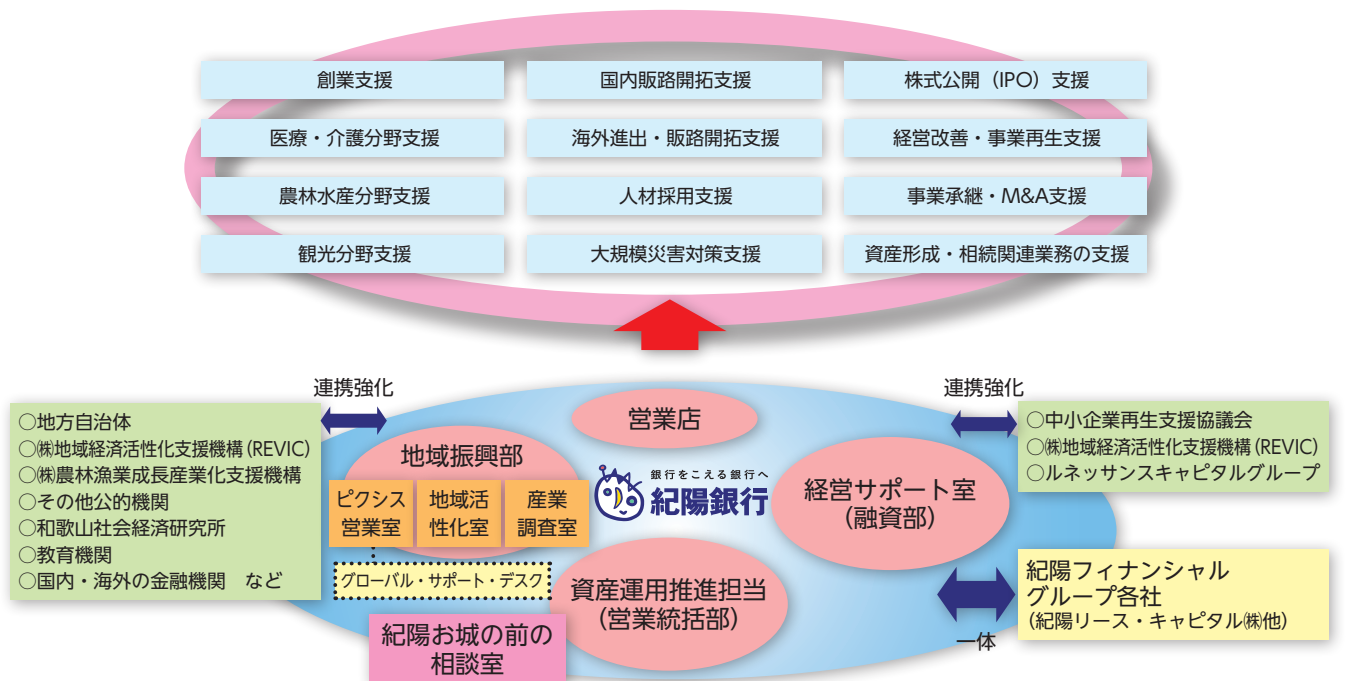 創業支援
国内販路開拓支援
株式公開（IPO）支援
医療・介護分野支援
海外進出・販路開拓支援
経営改善・事業再生支援
農林水産分野支援
人材採用支援
事業承継・M&A支援
観光分野支援
大規模災害対策支援
資産形成・相続関連業務の支援
連携強化
○地方自治体
○㈱地域経済活性化支援機構(REVIC)
○㈱農林漁業成長産業化支援機構
○その他公的機関
○和歌山社会経済研究所
○教育機関
○国内・海外の金融機関　など
営業店
地域振興部
ピクシス
営業室
地域活
性化室
産業
調査室
グローバル・サポート・デスク
銀行をこえる銀行へ
紀陽銀行
経営サポート室
（融資部）
資産運用推進担当
（営業統括部）
紀陽お城の前の
相談室
連携強化
○中小企業再生支援協議会
○㈱地域経済活性化支援機構(REVIC)
○ルネッサンスキャピタルグループ
紀陽フィナンシャル
グループ各社
（紀陽リース・キャピタル㈱他）
一体